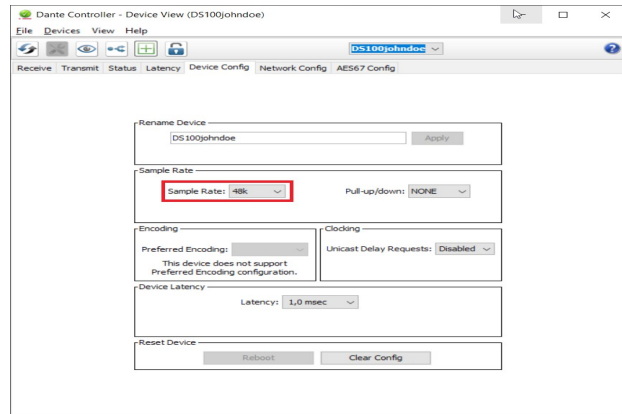 Dante Controller - Device View (DS100johndoe)
File Devices View Help
DS100johndoe
Receive Transmit Status Latency Device Config Network Config AES67 Config
Rename Device
DS100johndoe Apply
Sample Rate
Sample Rate: 48k Pull-up/down: NONE
Encoding
Preferred Encoding:
This device does not support
Preferred Encoding configuration.
Clocking
Unicast Delay Requests: Disabled
Device Latency
Latency: 1,0 msec
Reset Device
Reboot Clear Config